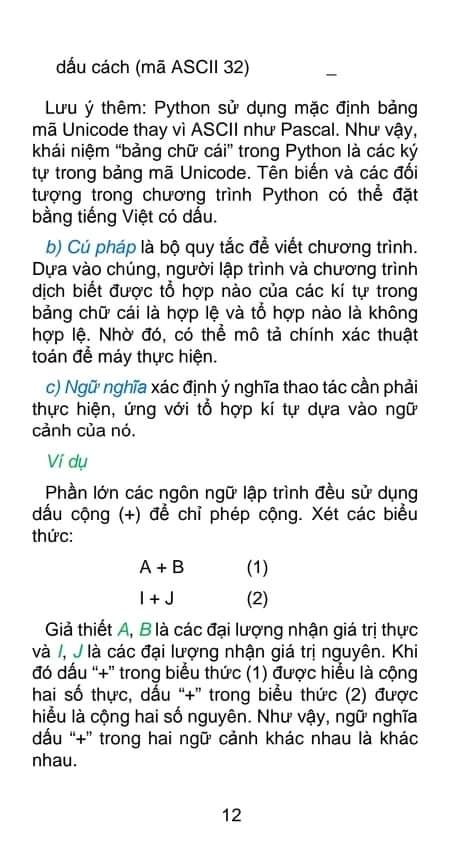 dấu cách (mã ASCII 32) _
Lưu ý thêm: Python sử dụng mặc định bảng
mã Unicode thay vì ASCII như Pascal. Như vậy,
khái niệm “bảng chữ cái” trong Python là các ký
tự trong bảng mã Unicode. Tên biến và các đối
tượng trong chương trình Python có thể đặt
bằng tiếng Việt có dấu.
b) Cú pháp là bộ quy tắc để viết chương trình.
Dựa vào chúng, người lập trình và chương trình
dịch biết được tổ hợp nào của các kí tự trong
bảng chữ cái là hợp lệ và tổ hợp nào là không
hợp lệ. Nhờ đó, có thể mô tả chính xác thuật
toán để máy thực hiện.
c) Ngữ nghĩa xác định ý nghĩa thao tác cần phải
thực hiện, ứng với tổ hợp kí tự dựa vào ngữ
cảnh của nó.
Ví dụ
Phần lớn các ngôn ngữ lập trình đều sử dụng
dấu cộng (+) để chỉ phép cộng. Xét các biểu
thức:
A + B (1)
I + J (2)
Giả thiết A, B là các đại lượng nhận giá trị thực
và I, J là các đại lượng nhận giá trị nguyên. Khi
đó dấu “+” trong biểu thức (1) được hiểu là cộng
hai số thực, dấu “+” trong biểu thức (2) được
hiểu là cộng hai số nguyên. Như vậy, ngữ nghĩa
dấu “+” trong hai ngữ cảnh khác nhau là khác
nhau.
12